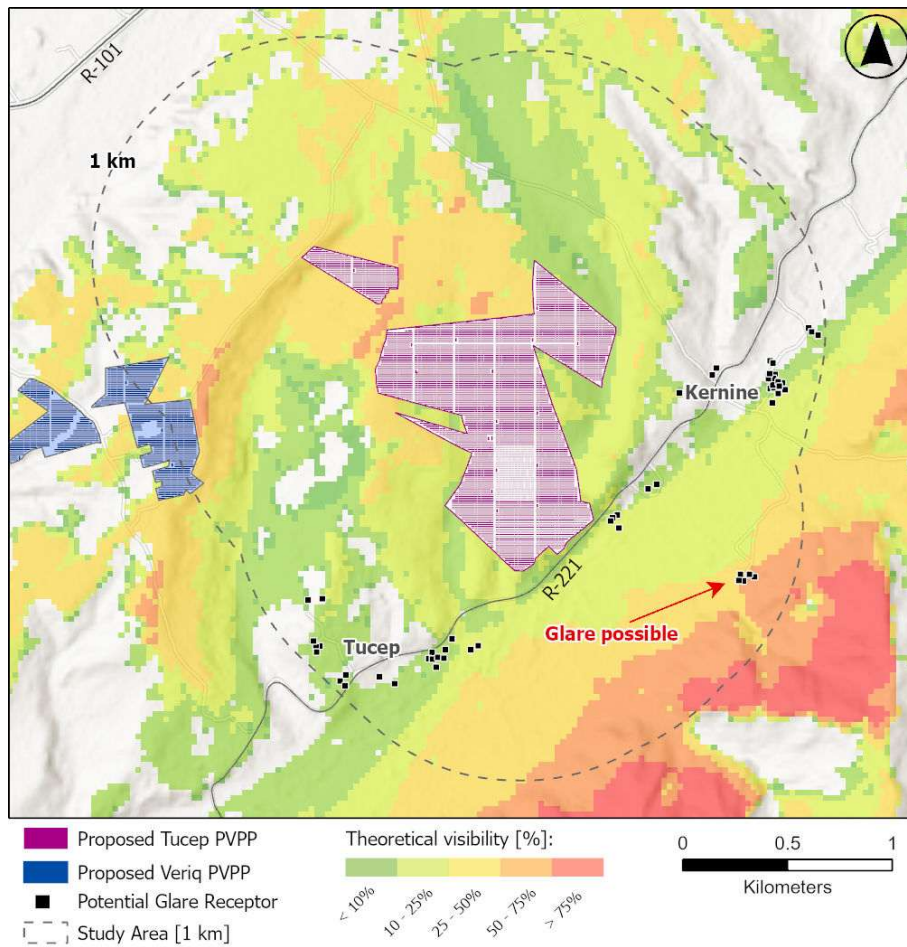 R-101
1 km
Kernine
R-221
Glare possible
Tucep
Proposed Tucep PVPP
Proposed Veriq PVPP
Potential Glare Receptor
Study Area [1 km]
Theoretical visibility [%]:
< 10%
10 - 25%
25 - 50%
50 - 75%
> 75%
0 0.5 1
Kilometers